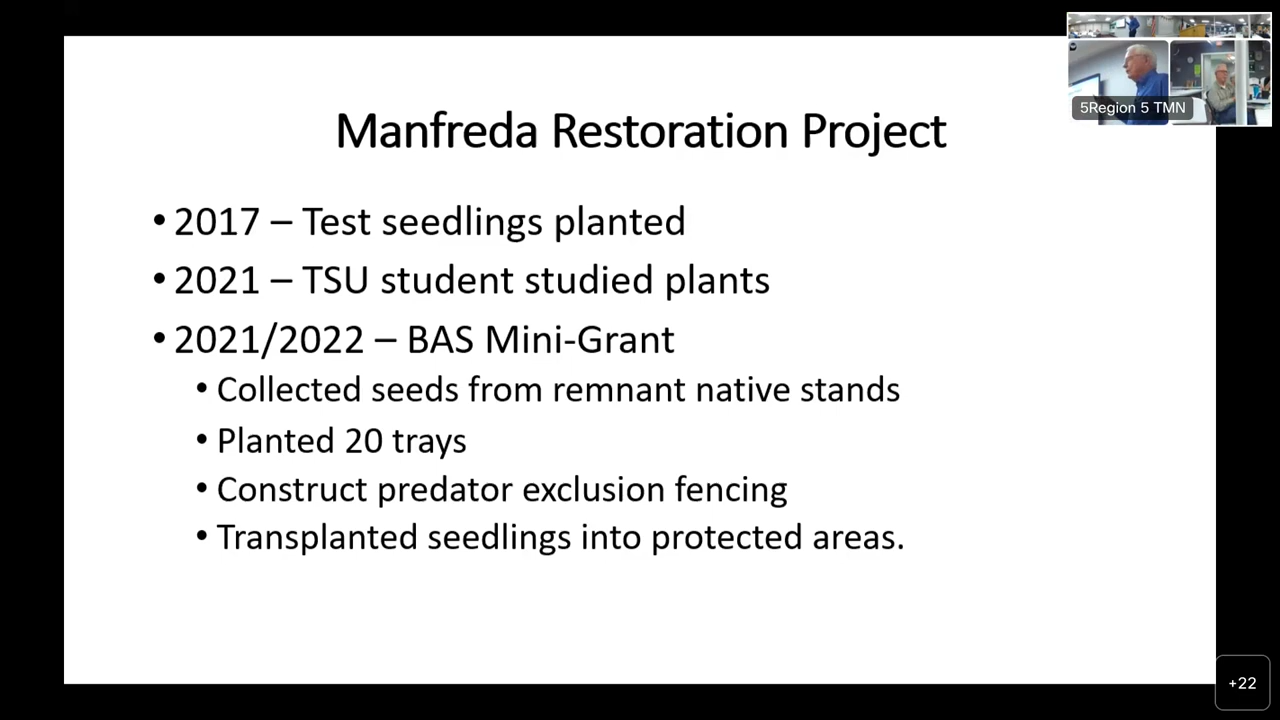 5Region 5 TMN
Manfreda Restoration Project
• 2017 – Test seedlings planted
• 2021 – TSU student studied plants
• 2021/2022 – BAS Mini-Grant
• Collected seeds from remnant native stands
• Planted 20 trays
• Construct predator exclusion fencing
• Transplanted seedlings into protected areas.
+22